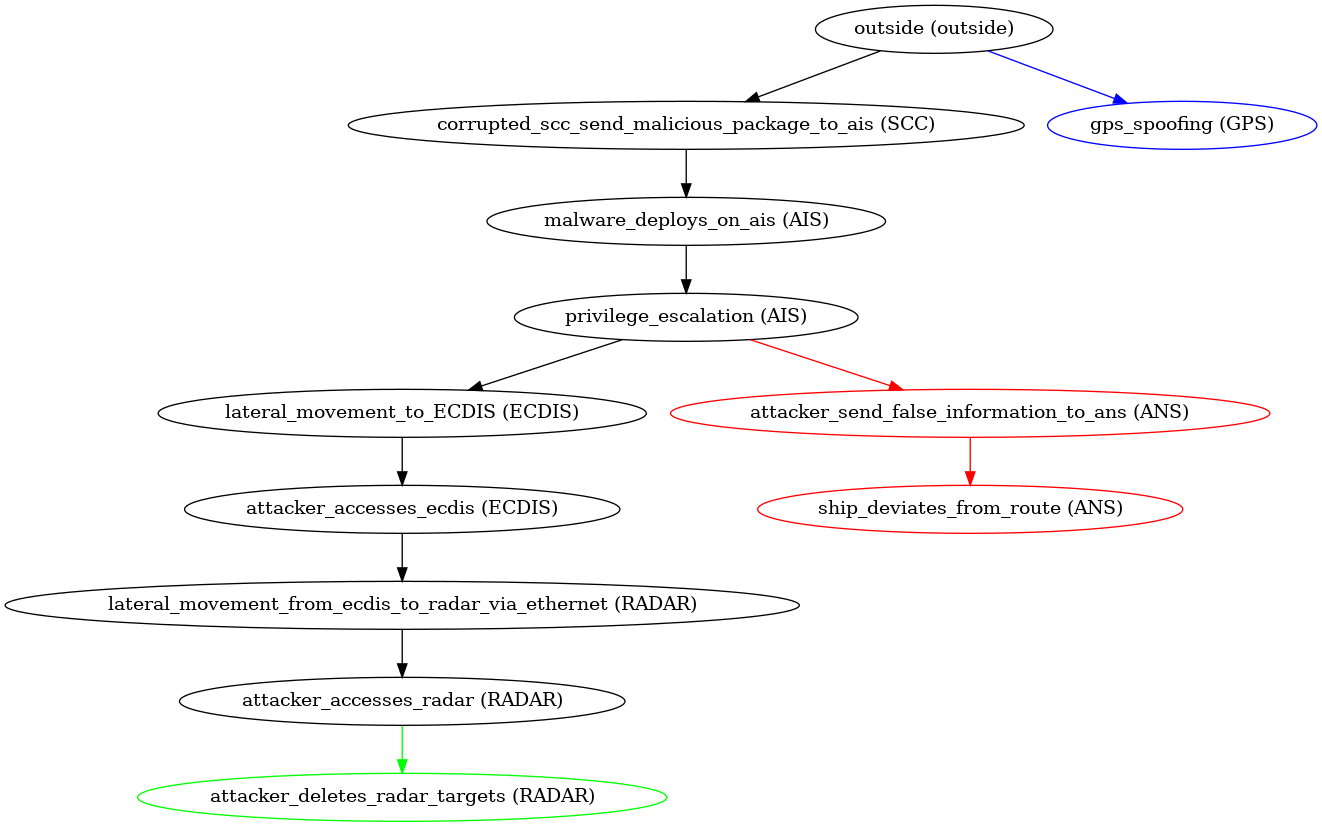 outside (outside)
corrupted_scc_send_malicious_package_to_ais (SCC)
gps_spoofing (GPS)
malware_deploys_on_ais (AIS)
privilege_escalation (AIS)
lateral_movement_to_ECDIS (ECDIS)
attacker_send_false_information_to_ans (ANS)
attacker_accesses_ecdis (ECDIS)
ship_deviates_from_route (ANS)
lateral_movement_from_ecdis_to_radar_via_ethernet (RADAR)
attacker_accesses_radar (RADAR)
attacker_deletes_radar_targets (RADAR)